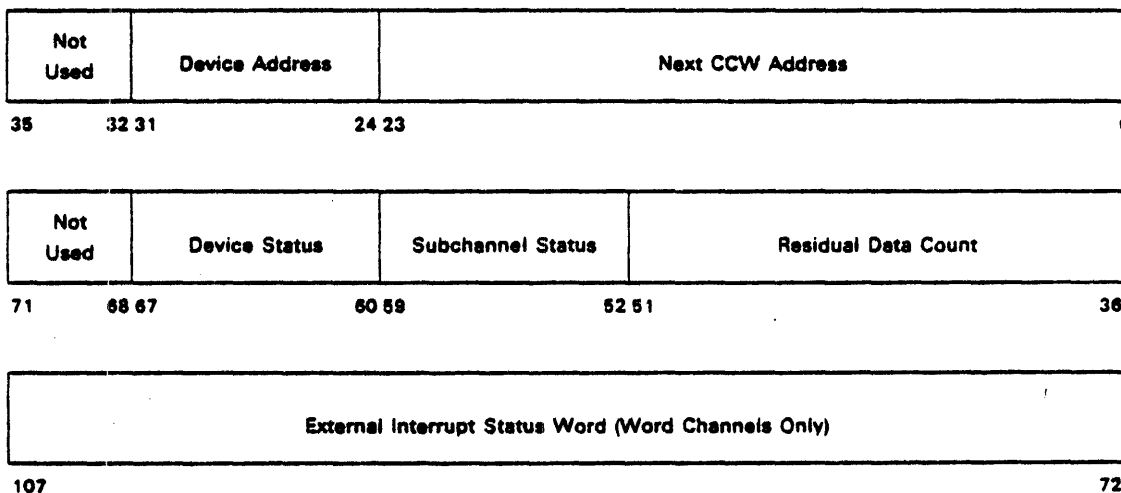 Not
Used
Device Address
Next CCW Address
35 32 31 24 23
Not
Used
Device Status
Subchannel Status
Residual Data Count
71 68 67 60 59 52 51 36
External Interrupt Status Word (Word Channels Only)
107 72